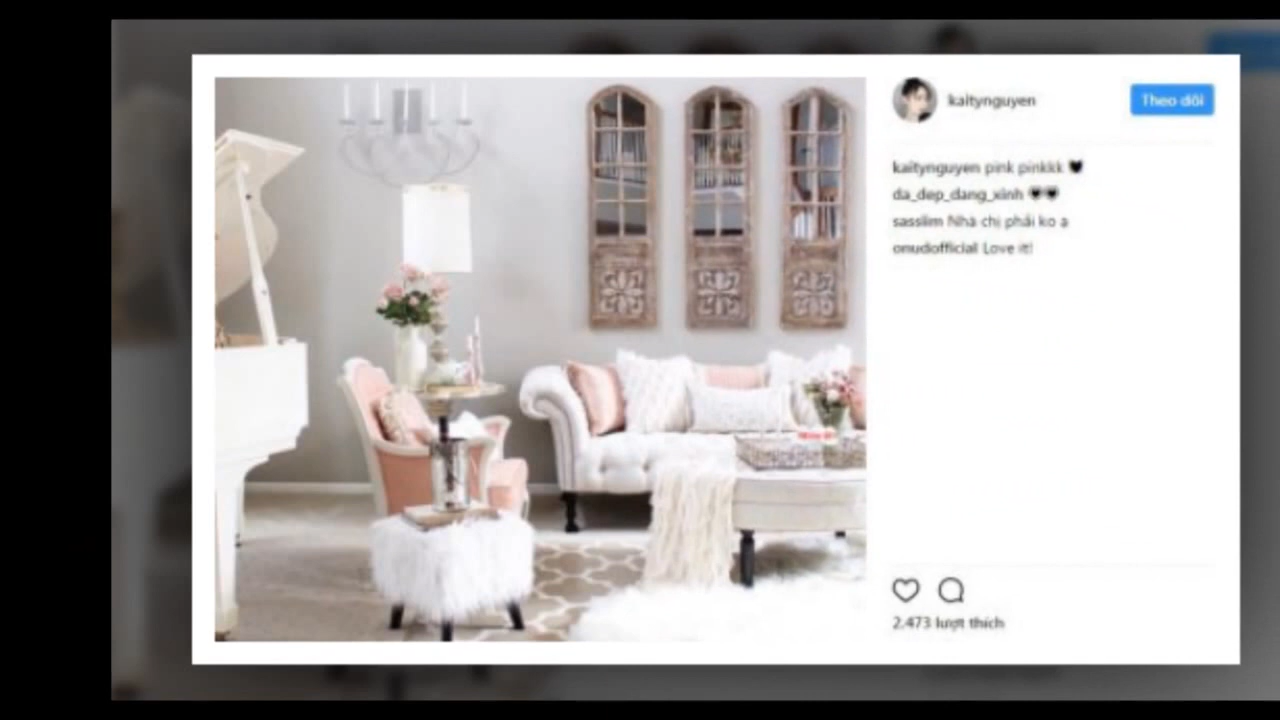 kaitynguyen
Theo dõi
kaitynguyen pink pinkkk 🖤
da_dep_dang_xinh 🖤🖤
sasslim Nhà chị phải ko ạ
onudofficial Love it!
2.473 lượt thích